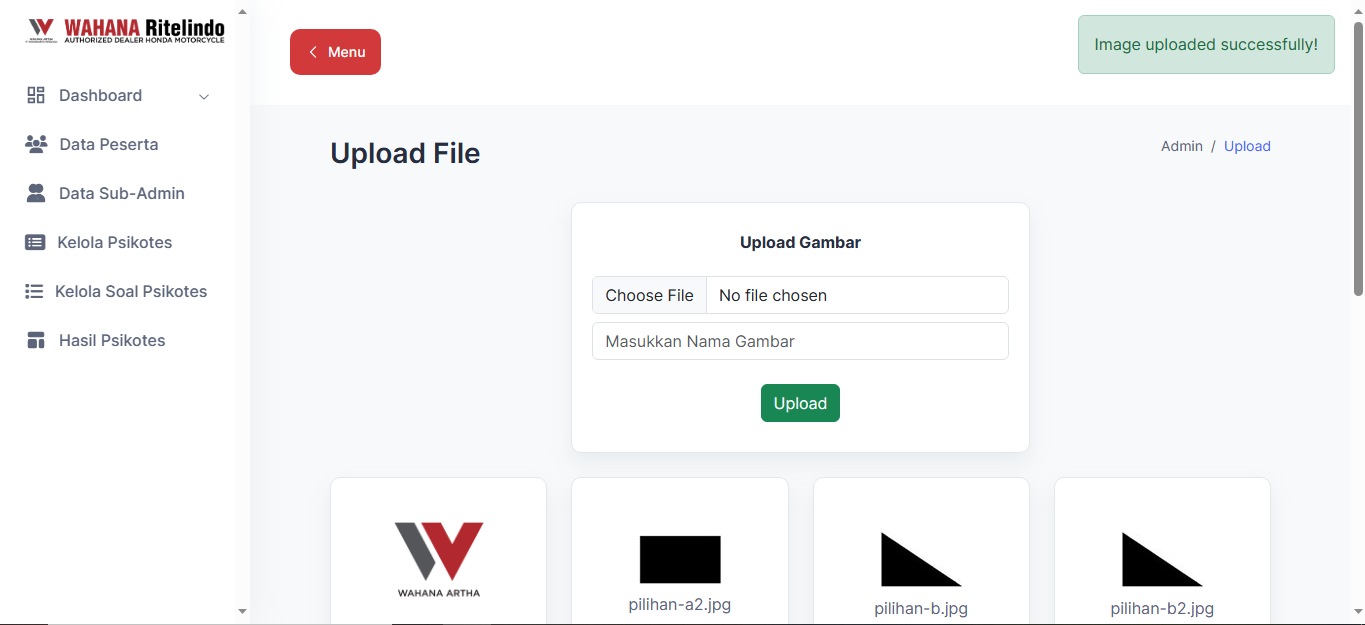 WAHANA Ritelindo
AUTHORIZED DEALER HONDA MOTORCYCLE
Dashboard
Data Peserta
Data Sub-Admin
Kelola Psikotes
Kelola Soal Psikotes
Hasil Psikotes
Menu
Image uploaded successfully!
Upload File
Admin / Upload
Upload Gambar
Choose File No file chosen
Masukkan Nama Gambar
Upload
WAHANA ARTHA
pilihan-a2.jpg
pilihan-b.jpg
pilihan-b2.jpg